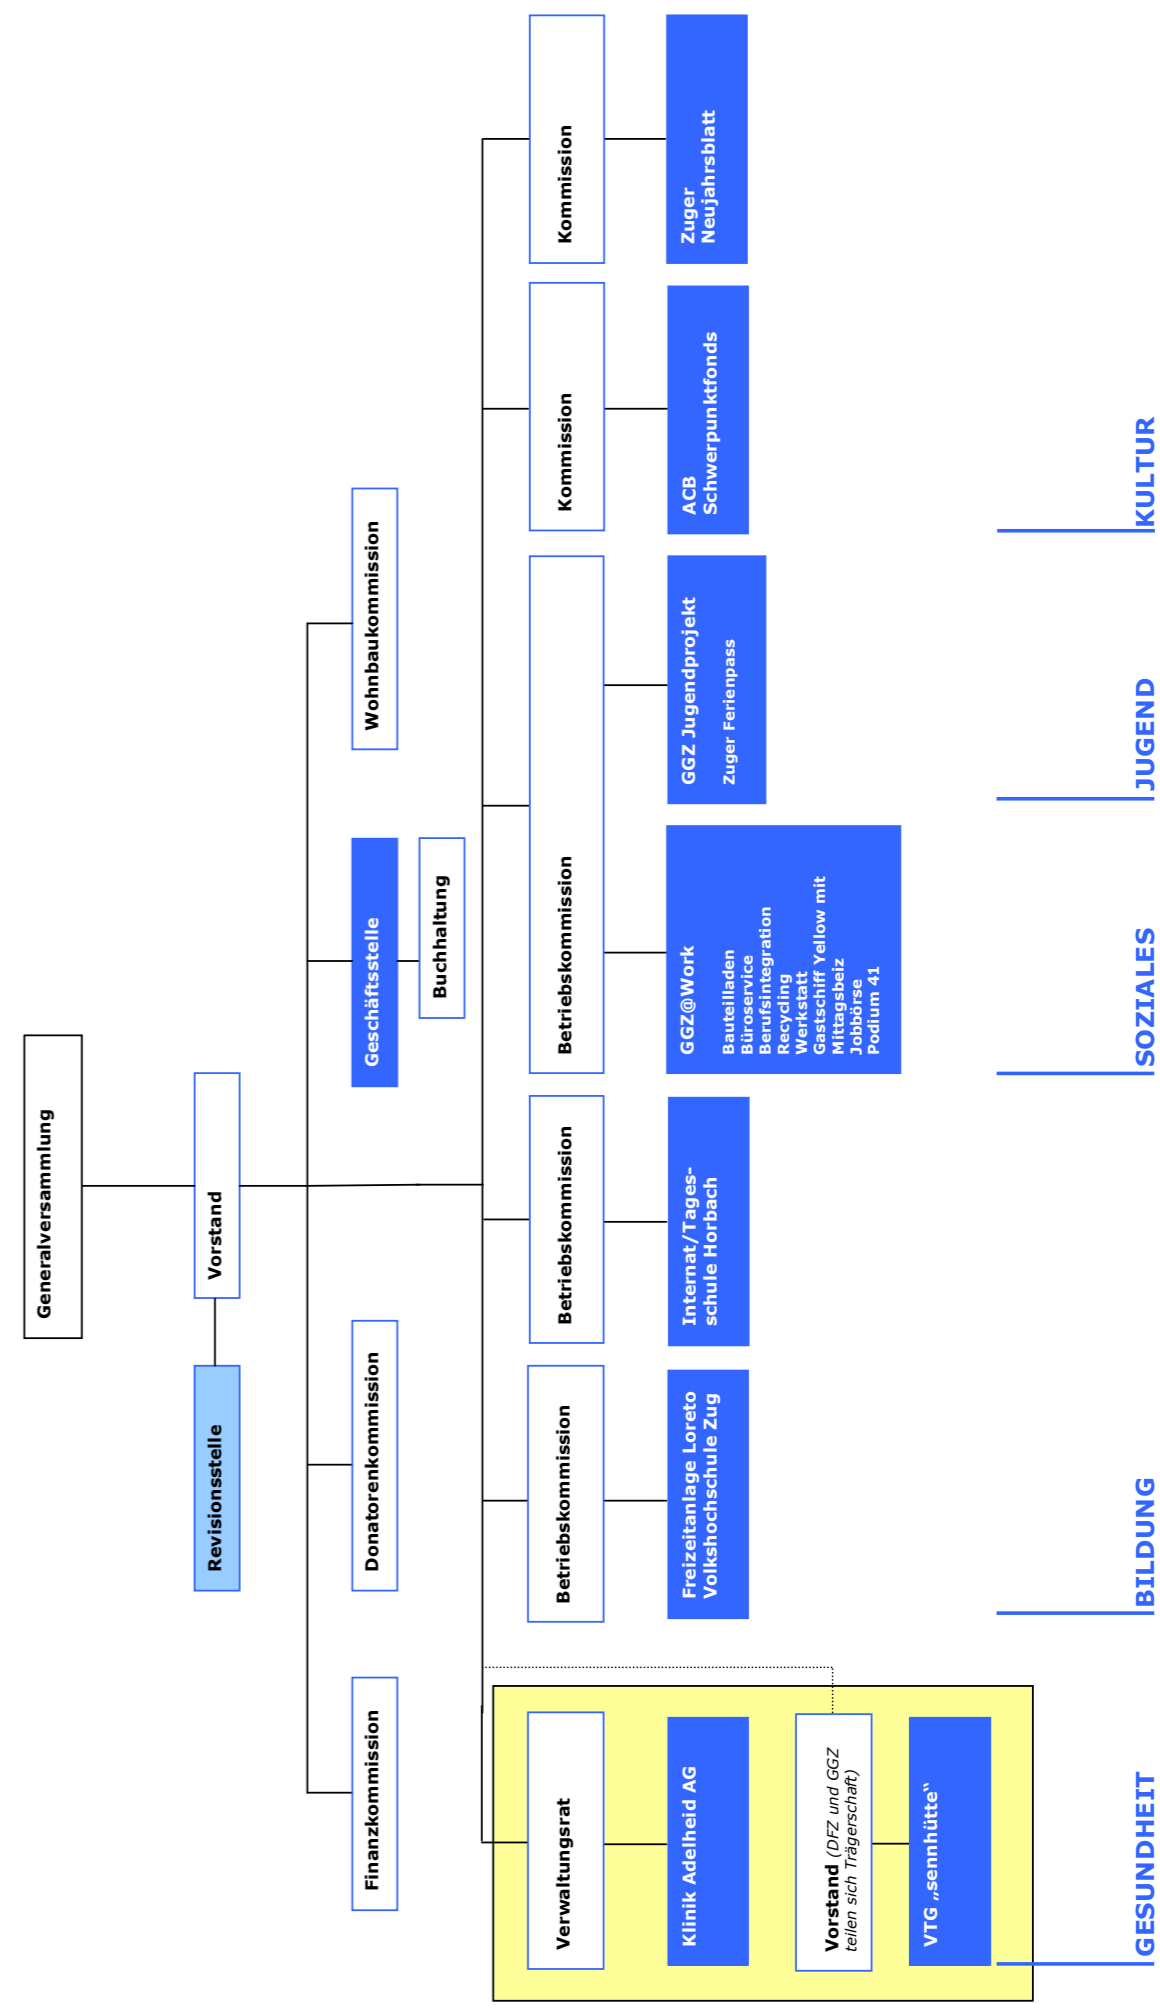 Generalversammlung
Revisionsstelle
Vorstand
Finanzkommission
Donatorenkommission
Geschäftsstelle
Wohnbaukommission
Buchhaltung
Verwaltungsrat
Betriebskommission
Betriebskommission
Betriebskommission
Kommission
Kommission
Klinik Adelheid AG
Freizeitanlage Loreto
Volkshochschule Zug
Internat/Tages-
schule Horbach
GGZ@Work
Bauteilladen
Büroservice
Berufsintegration
Recycling
Werkstatt
Gastschiff Yellow mit
Mittagsbeiz
Jobbörse
Podium 41
GGZ Jugendprojekt
Zuger Ferienpass
ACB
Schwerpunktfonds
Zuger
Neujahrsblatt
Vorstand (DFZ und GGZ
teilen sich Trägerschaft)
VTG „sennhütte“
GESUNDHEIT
BILDUNG
SOZIALES
JUGEND
KULTUR